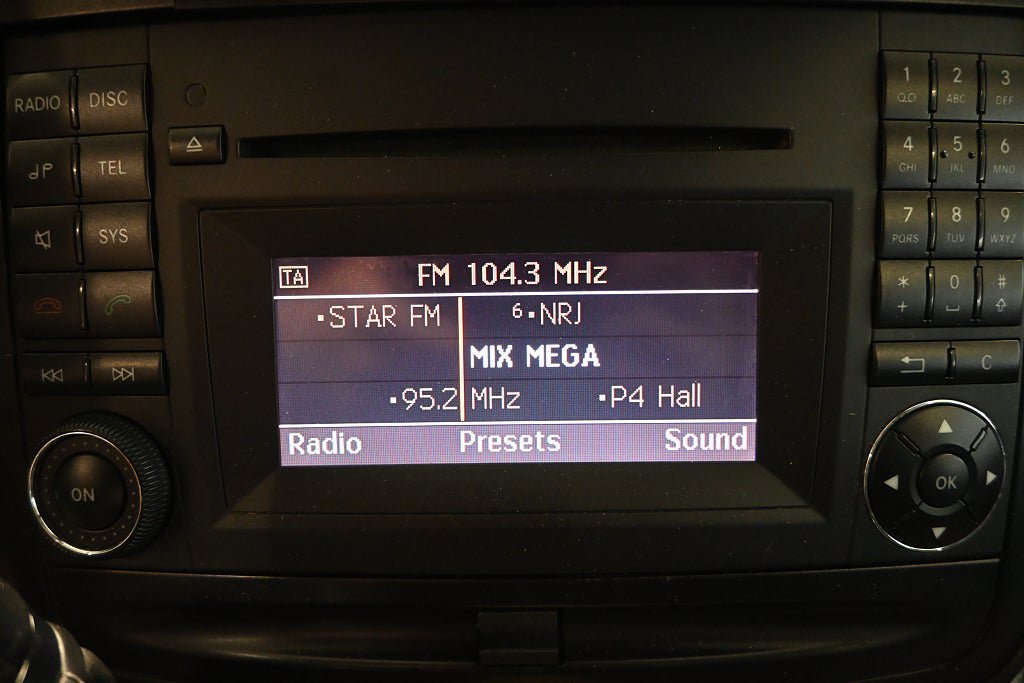 RADIO DISC
TEL
SYS
ON
TA FM 104.3 MHz
STAR FM 6 NRJ
MIX MEGA
95.2 MHz P4 Hall
Radio Presets Sound
1 2 3
ABC DEF
4 5 6
GHI JKL MNO
7 8 9
PQRS TUV WXYZ
* 0 #
+
C
OK